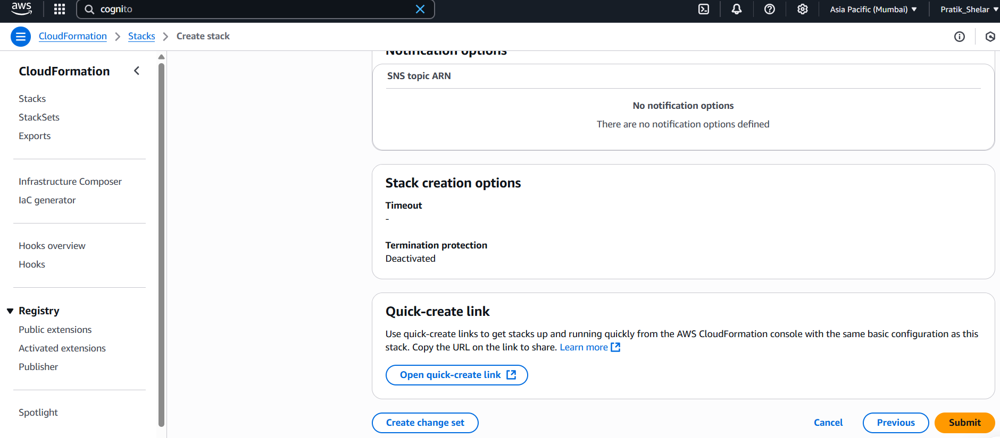 aws
cognito
Asia Pacific (Mumbai)
Pratik_Shelar
CloudFormation
Stacks
Create stack
CloudFormation
Stacks
StackSets
Exports
Infrastructure Composer
IaC generator
Hooks overview
Hooks
Registry
Public extensions
Activated extensions
Publisher
Spotlight
Notification options
SNS topic ARN
No notification options
There are no notification options defined
Stack creation options
Timeout
-
Termination protection
Deactivated
Quick-create link
Use quick-create links to get stacks up and running quickly from the AWS CloudFormation console with the same basic configuration as this
stack. Copy the URL on the link to share. Learn more
Open quick-create link
Create change set
Cancel
Previous
Submit